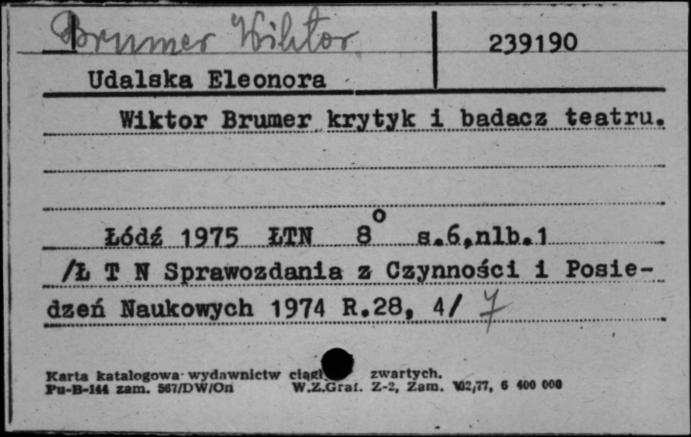 Brumer Wiktor
239190
Udalska Eleonora
Wiktor Brumer krytyk i badacz teatru.
Łódź 1975 ŁTN 8° s.6,nlb.1
/Ł T N Sprawozdania z Czynności i Posie-
dzeń Naukowych 1974 R.28, 4/ 7
Karta katalogowa wydawnictw ciągł zwartych.
Pu-B-144 zam. 567/DW/On W.Z.Graf. Z-2, Zam. 6 400 000